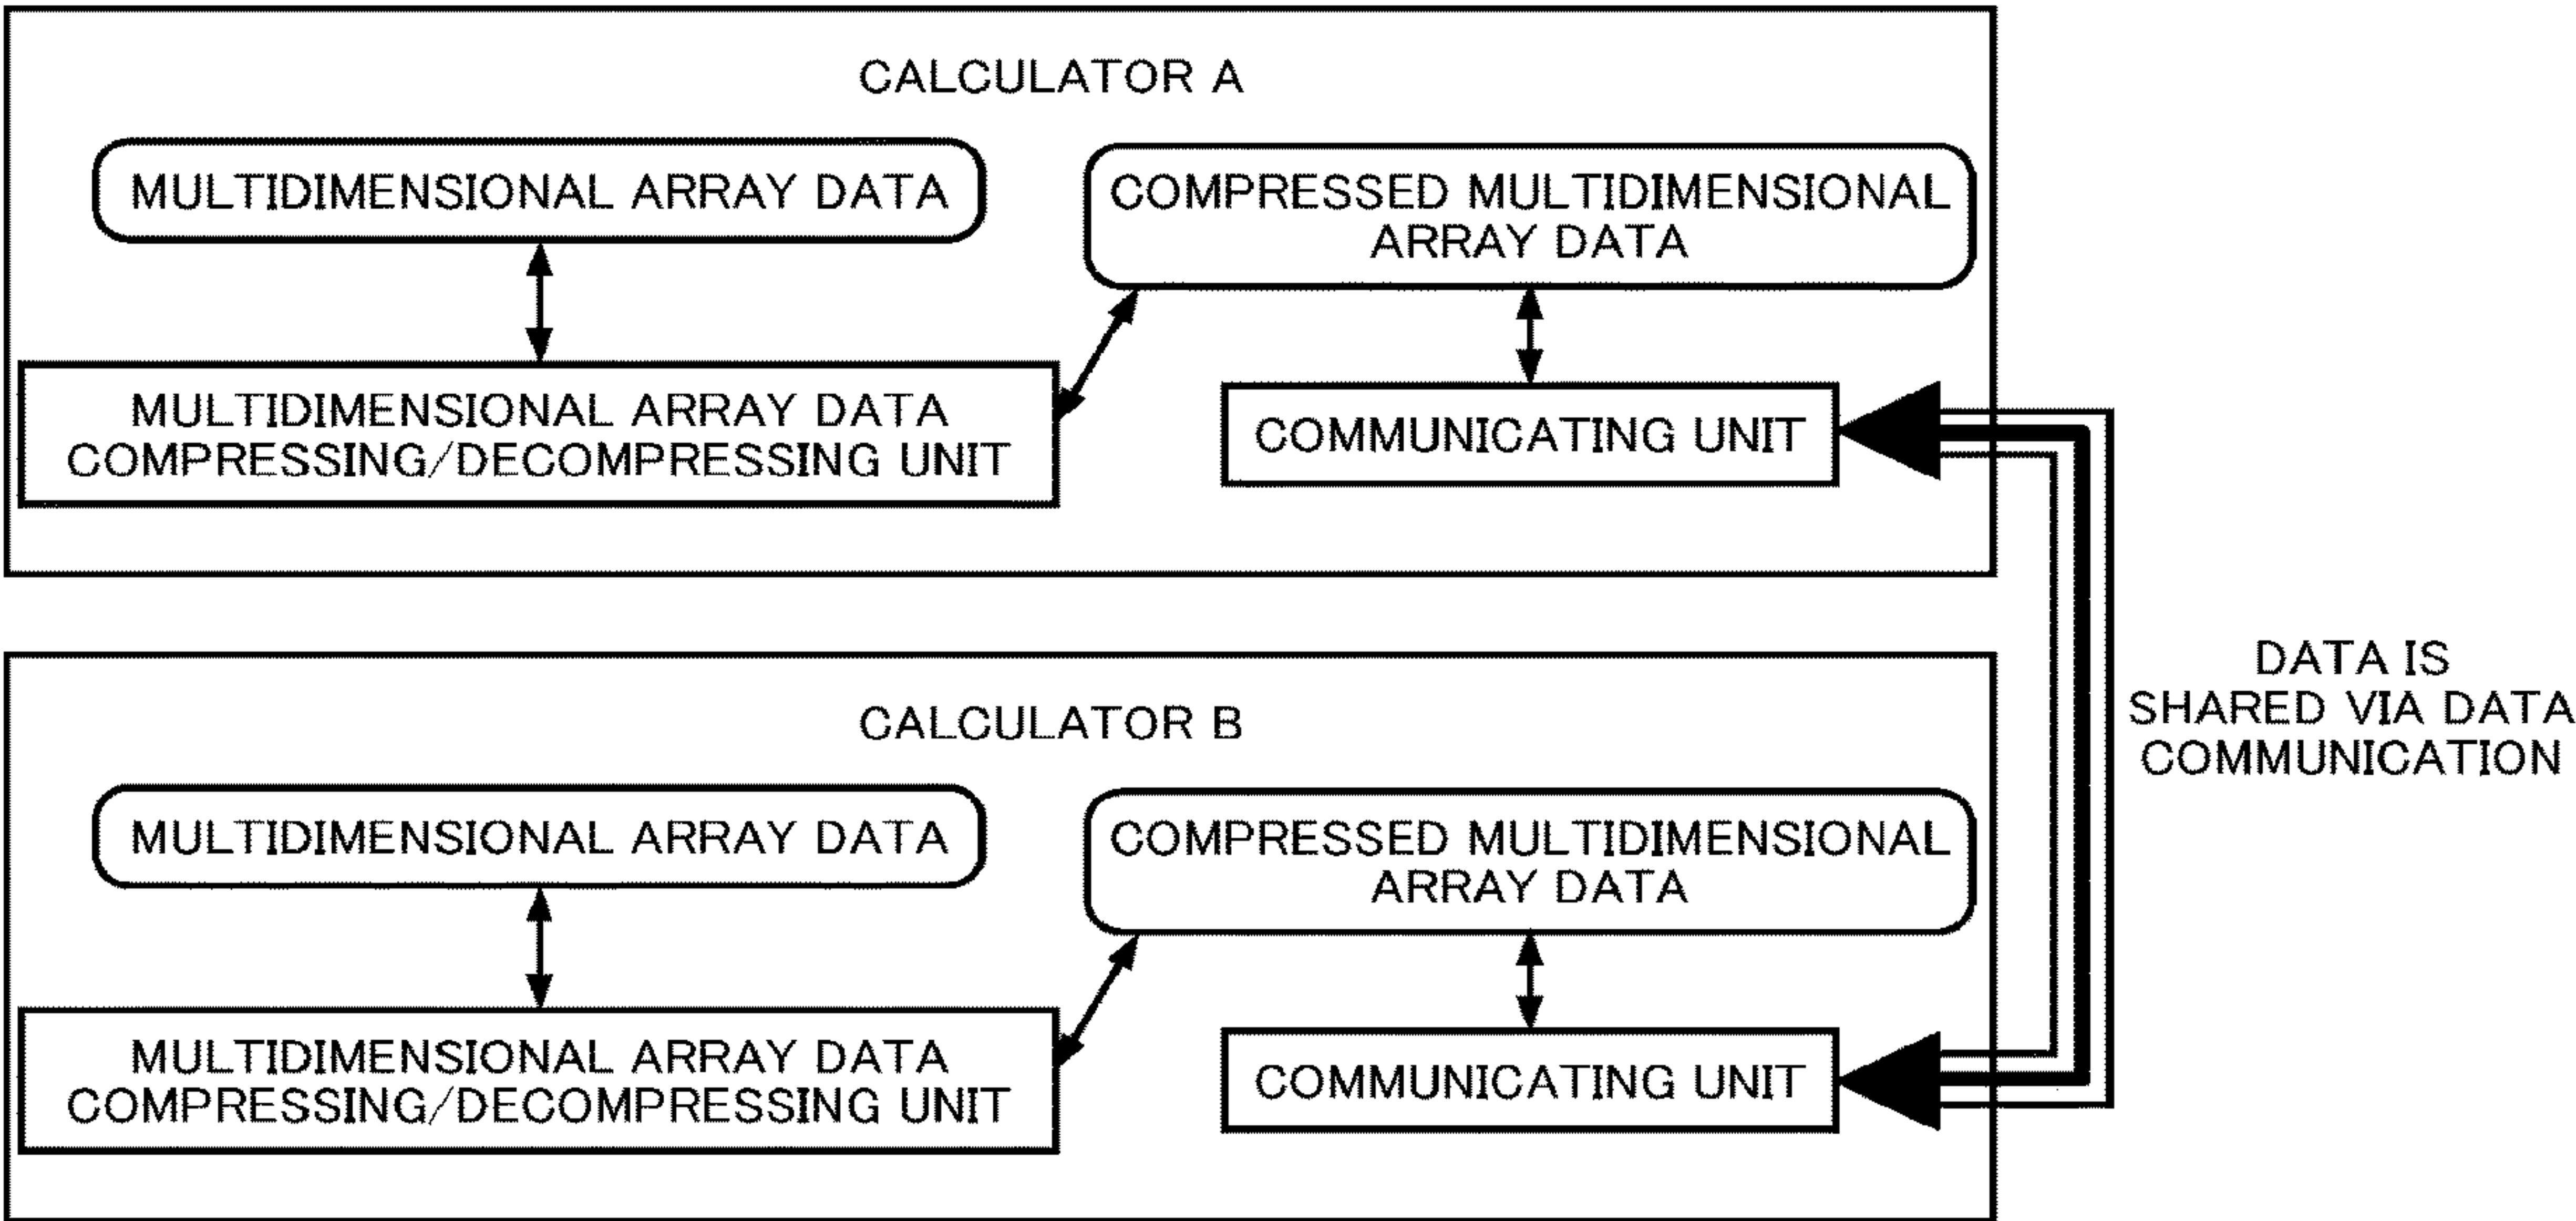 CALCULATOR A
MULTIDIMENSIONAL ARRAY DATA
COMPRESSED MULTIDIMENSIONAL
ARRAY DATA
MULTIDIMENSIONAL ARRAY DATA
COMPRESSING/DECOMPRESSING UNIT
COMMUNICATING UNIT
DATA IS
SHARED VIA DATA
COMMUNICATION
CALCULATOR B
MULTIDIMENSIONAL ARRAY DATA
COMPRESSED MULTIDIMENSIONAL
ARRAY DATA
MULTIDIMENSIONAL ARRAY DATA
COMPRESSING/DECOMPRESSING UNIT
COMMUNICATING UNIT